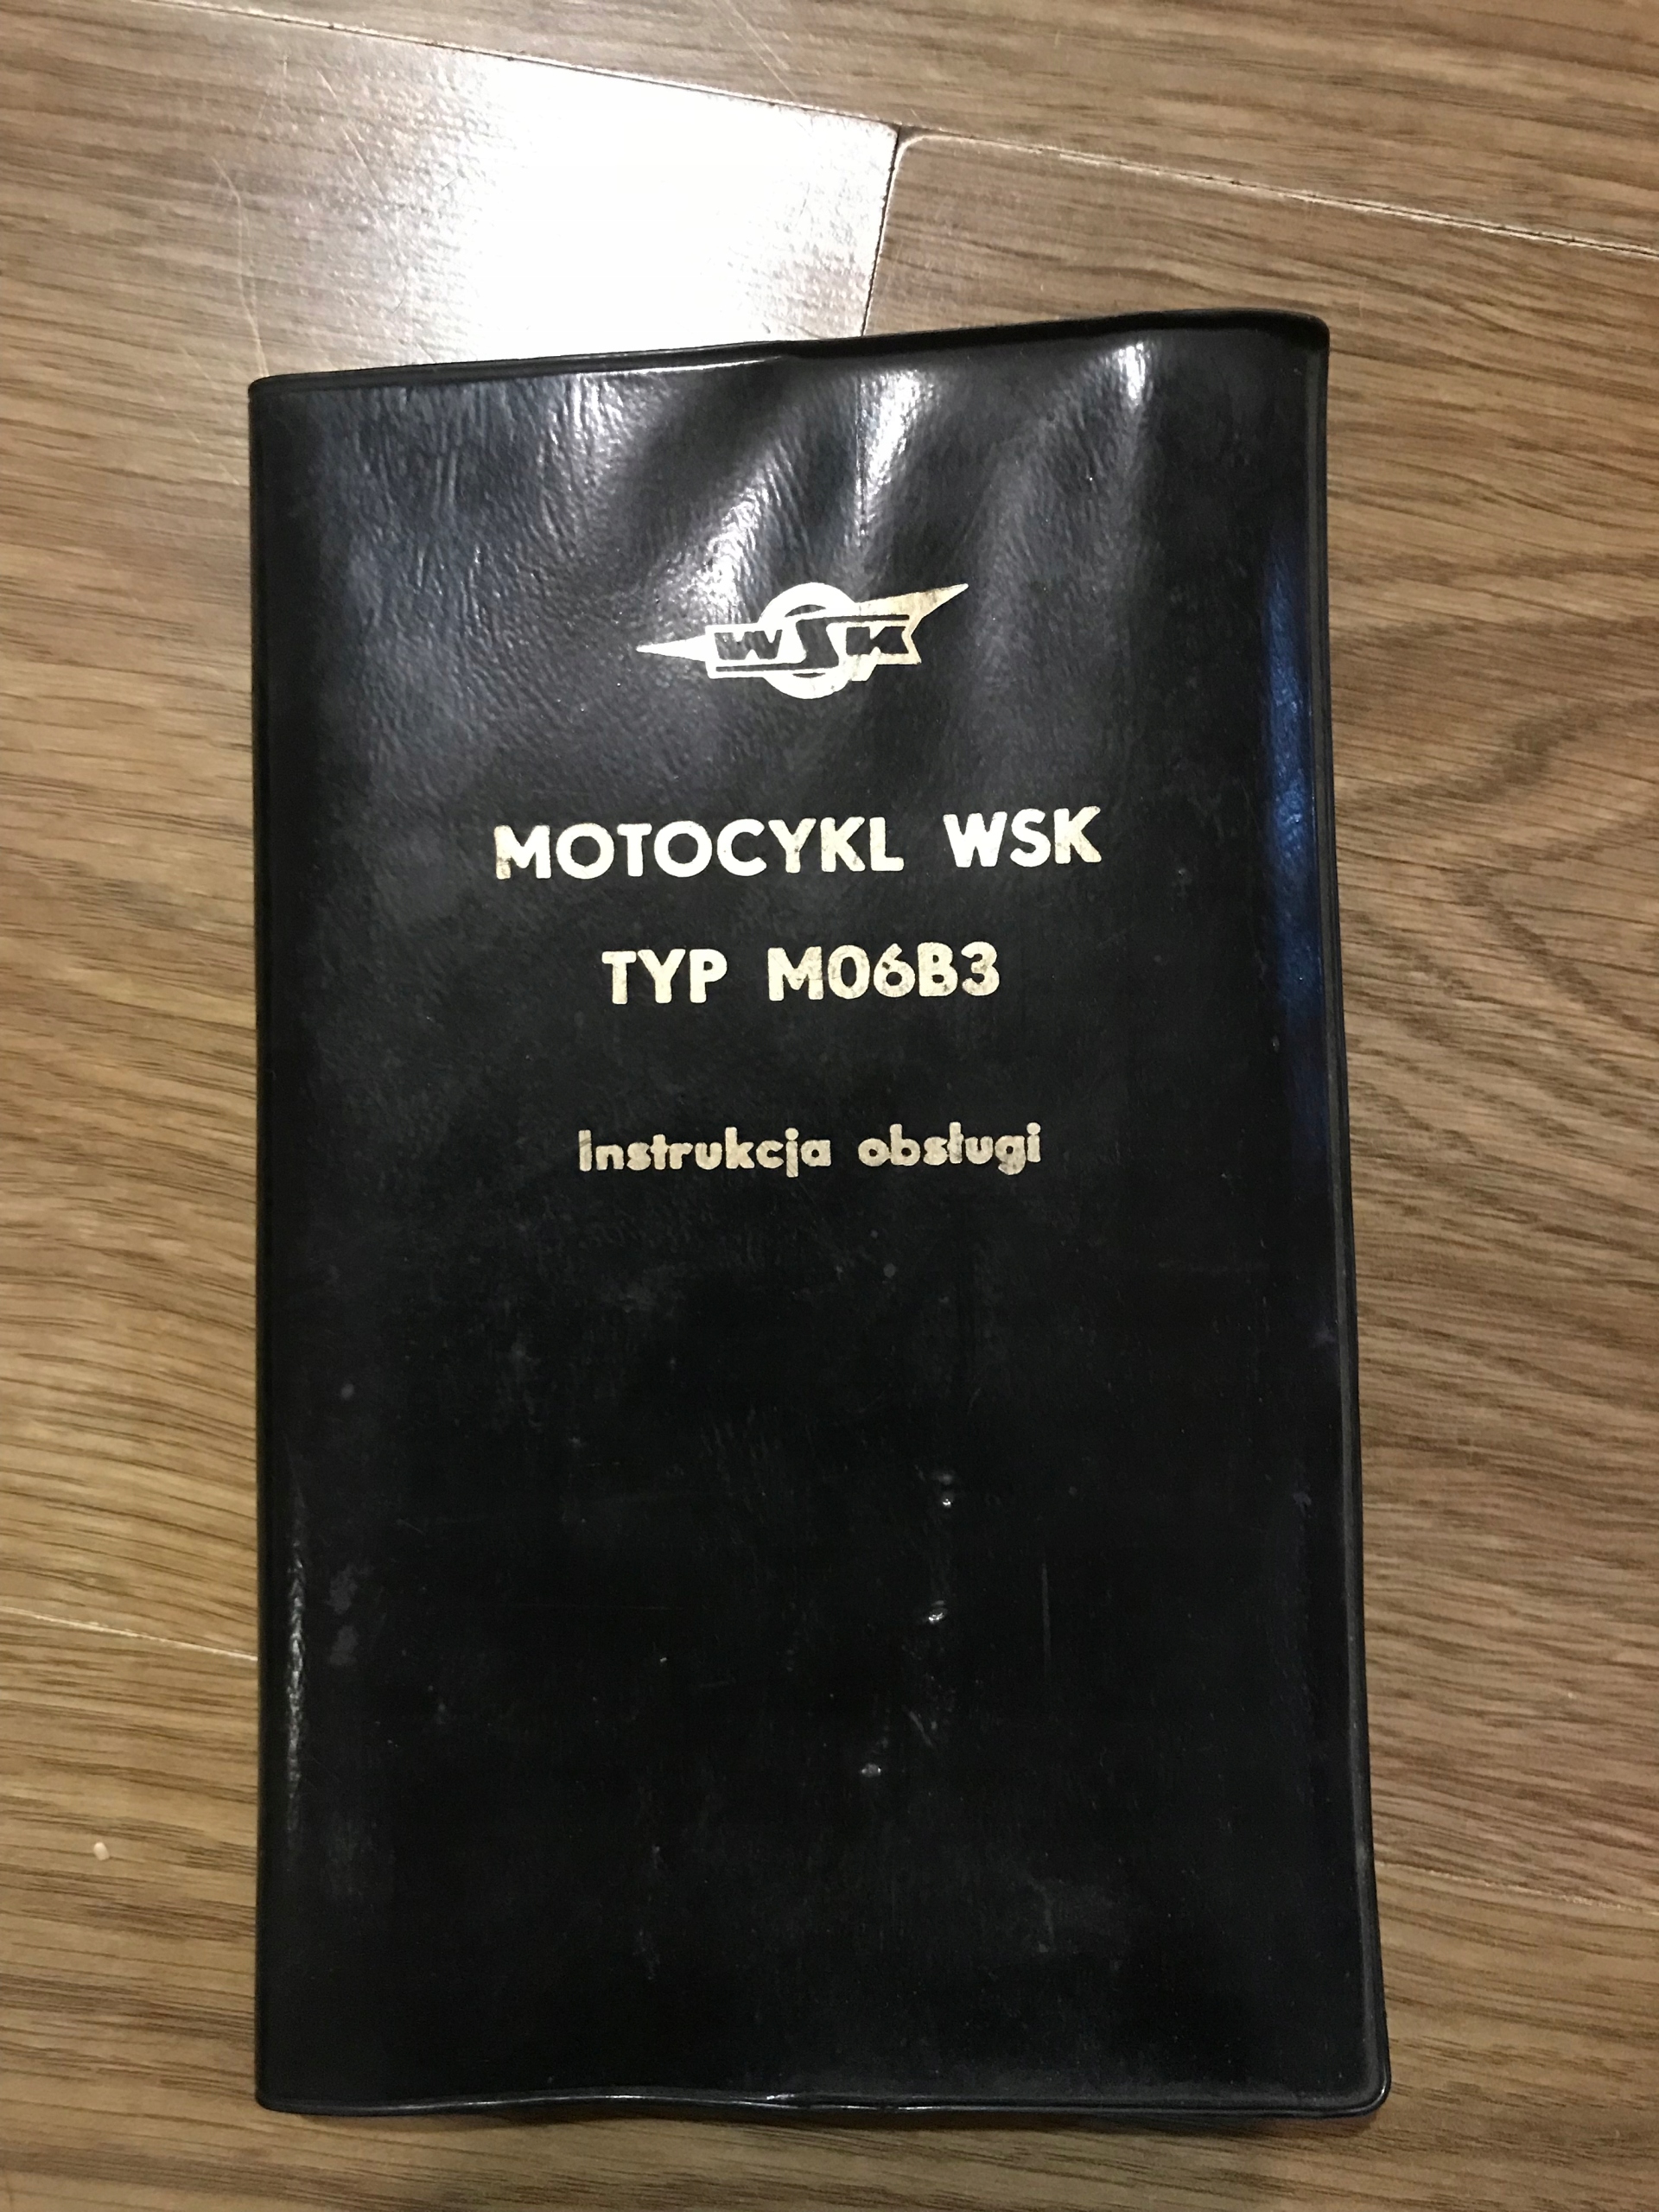 WSK
MOTOCYKL WSK
TYP M06B3
Instrukcja obsługi